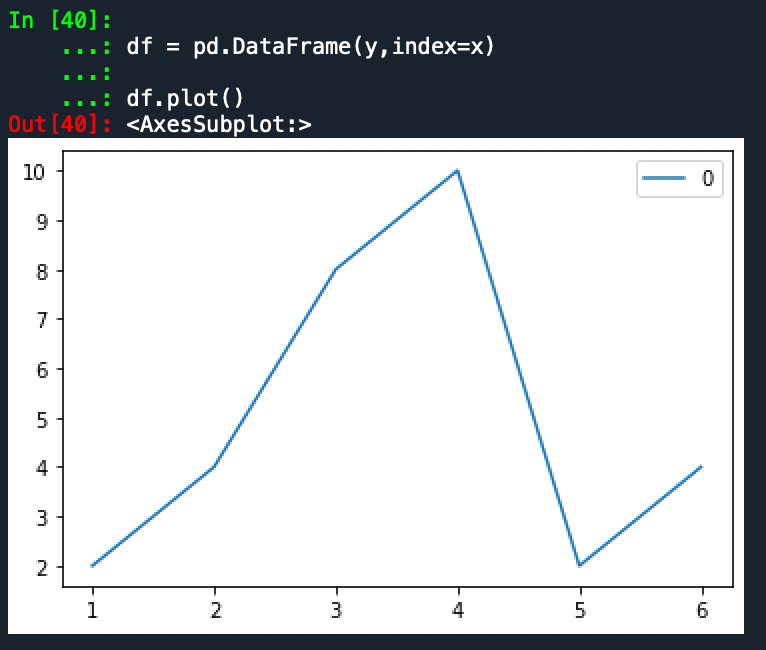 In [40]:
...: df = pd.DataFrame(y,index=x)
...:
...: df.plot()
Out[40]: <AxesSubplot:>
0
10
9
8
7
6
5
4
3
2
1 2 3 4 5 6